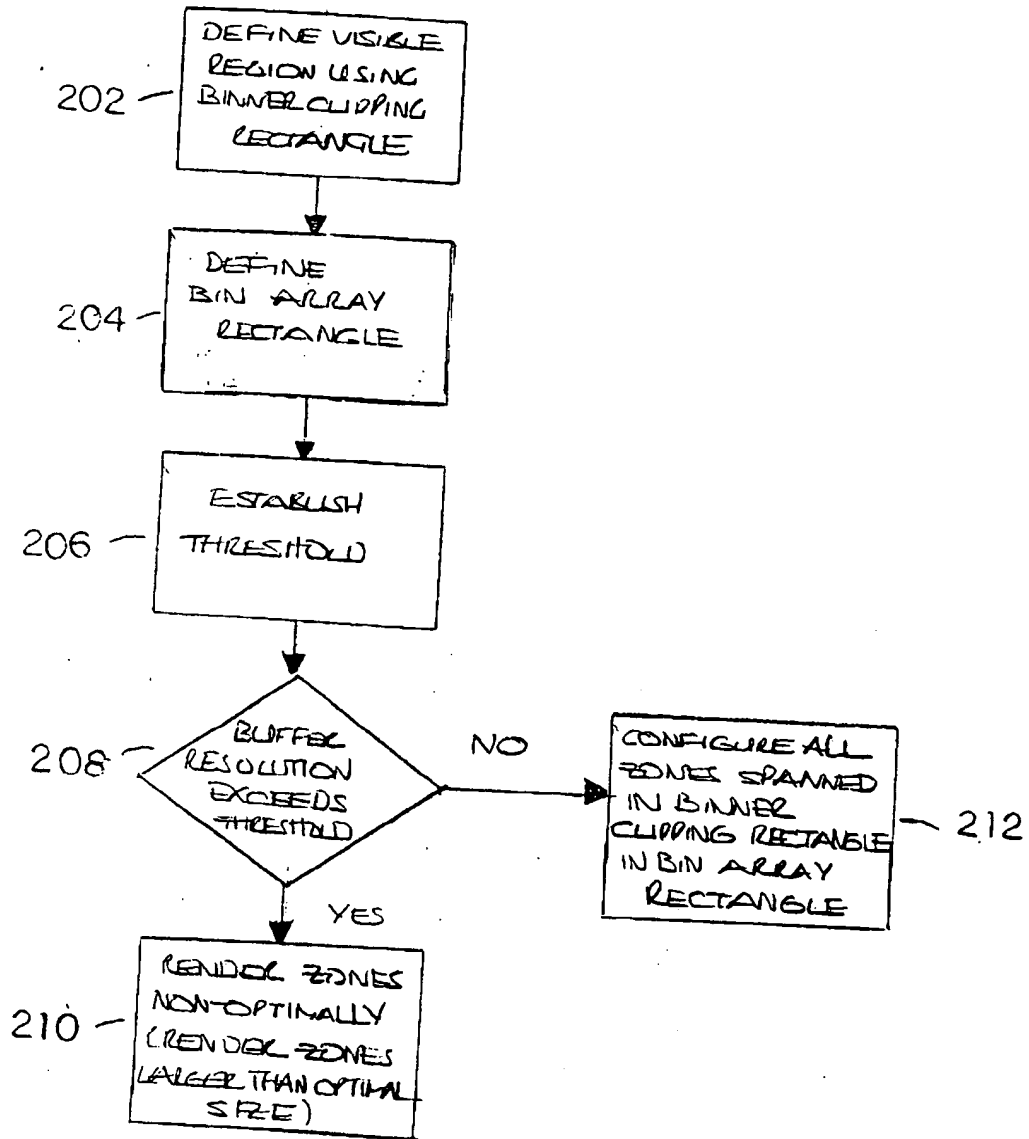 DEFINE VISIBLE
REGION USING
BINNER CLIPPING
RECTANGLE
202
DEFINE
BIN ARRAY
RECTANGLE
204
ESTABLISH
THRESHOLD
206
BUFFER
RESOLUTION
EXCEEDS
THRESHOLD
208
NO
CONFIGURE ALL
ZONES SPANNED
IN BINNER
CLIPPING RECTANGLE
IN BIN ARRAY
RECTANGLE
212
YES
RENDER ZONES
NON-OPTIMALLY
(RENDER ZONES
LARGER THAN OPTIMAL
SIZE)
210